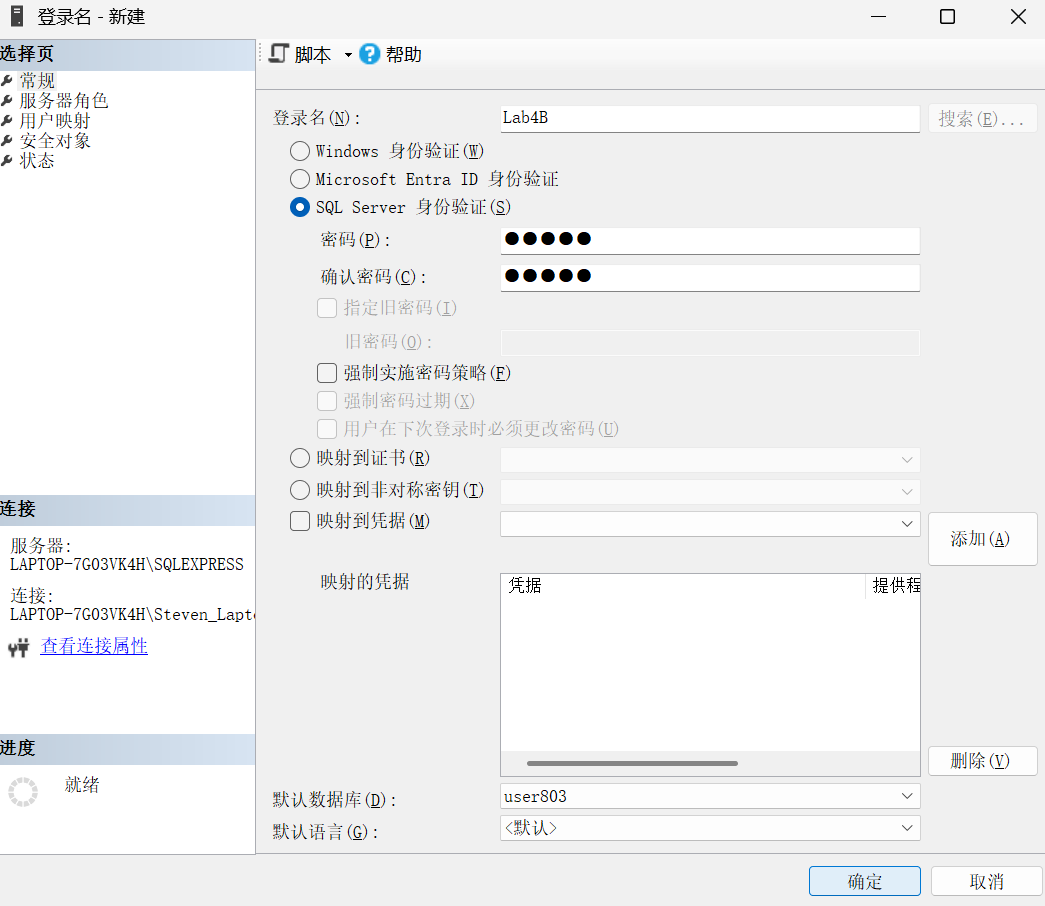 登录名 - 新建
选择页
常规
服务器角色
用户映射
安全对象
状态
脚本
帮助
登录名(N):
Lab4B
搜索(E)...
Windows 身份验证(W)
Microsoft Entra ID 身份验证
SQL Server 身份验证(S)
密码(P):
●●●●●
确认密码(C):
●●●●●
指定旧密码(I)
旧密码(O):
强制实施密码策略(F)
强制密码过期(X)
用户在下次登录时必须更改密码(U)
映射到证书(R)
映射到非对称密钥(T)
映射到凭据(M)
添加(A)
映射的凭据
凭据
提供程
删除(V)
默认数据库(D):
user803
默认语言(G):
<默认>
连接
服务器:
LAPTOP-7G03VK4H\SQLEXPRESS
连接:
LAPTOP-7G03VK4H\Steven_Lapt
查看连接属性
进度
就绪
确定
取消